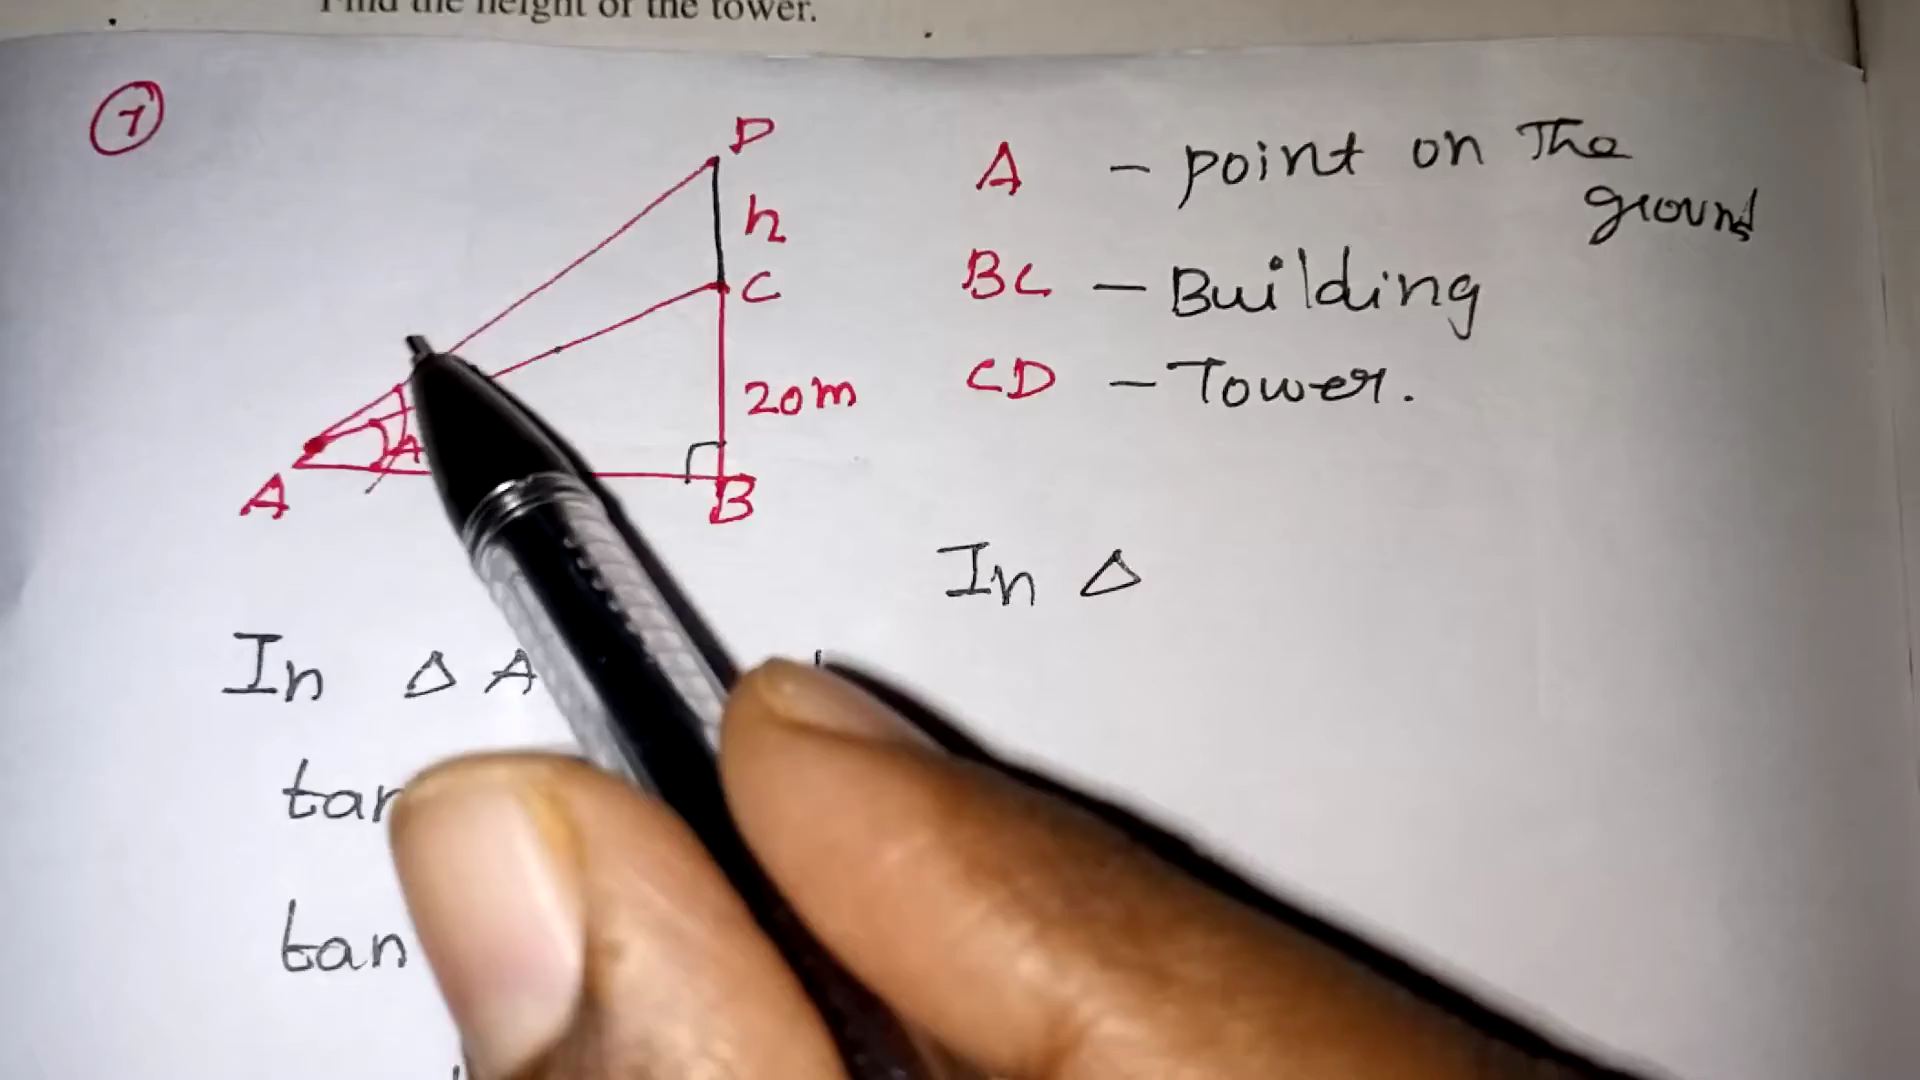 Find the height of the tower.
7
D
h
C
20m
A
B
A - point on The
ground
BC - Building
CD - Tower.
In Δ
In Δ A
tan
tan